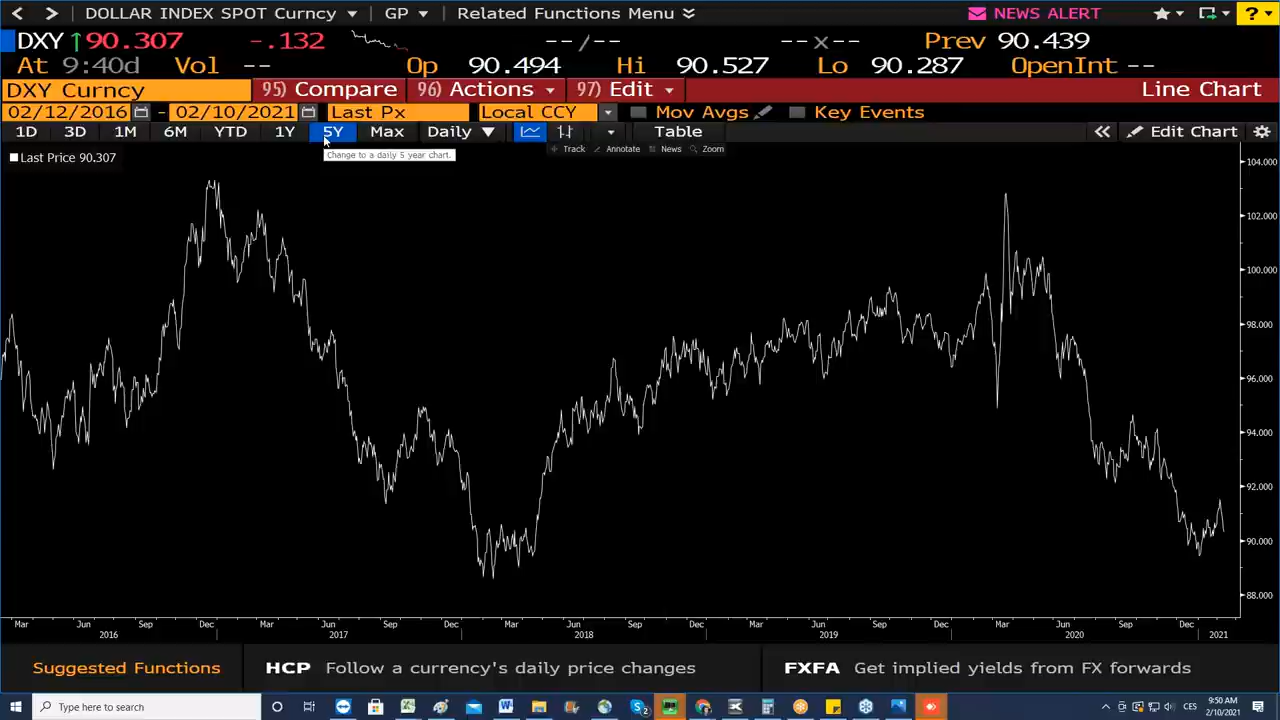 DOLLAR INDEX SPOT Curncy GP Related Functions Menu NEWS ALERT ?
DXY ↑90.307 -.132 --/-- --x-- Prev 90.439
At 9:40d Vol -- Op 90.494 Hi 90.527 Lo 90.287 OpenInt --
DXY Curncy 95) Compare 96) Actions 97) Edit Line Chart
02/12/2016 - 02/10/2021 Last Px Local CCY Mov Avgs Key Events
1D 3D 1M 6M YTD 1Y 5Y Max Daily ▼ Table « Edit Chart
Track Annotate News Zoom
Change to a daily 5 year chart.
Last Price 90.307
104.000
102.000
100.000
98.000
96.000
94.000
92.000
90.000
88.000
Mar Jun Sep Dec Mar Jun Sep Dec Mar Jun Sep Dec Mar Jun Sep Dec Mar Jun Sep Dec
2016 2017 2018 2019 2020 2021
Suggested Functions HCP Follow a currency's daily price changes FXFA Get implied yields from FX forwards
Type here to search
CES
9:50 AM
2/10/2021